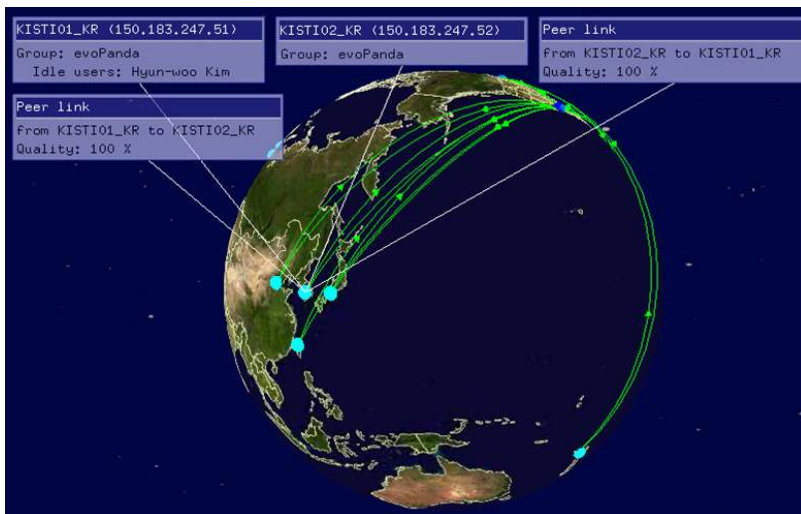 KISTI01_KR (150.183.247.51)
Group: evoPanda
Idle users: Hyun-woo Kim
KISTI02_KR (150.183.247.52)
Group: evoPanda
Peer link
from KISTI02_KR to KISTI01_KR
Quality: 100 %
Peer link
from KISTI01_KR to KISTI02_KR
Quality: 100 %